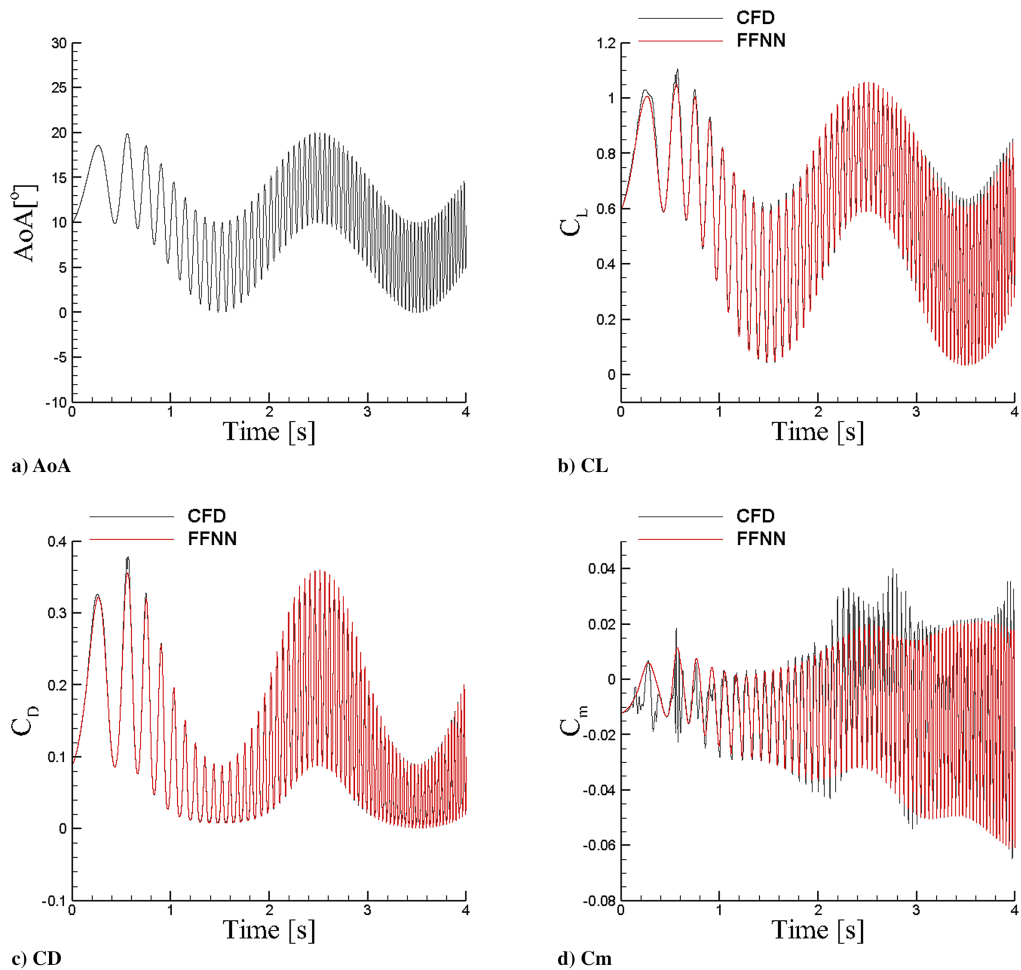 CFD
FFNN
30
25
20
15
10
5
0
-5
-10
AoA[°]
0 1 2 3 4
Time [s]
a) AoA
1.2
1
0.8
0.6
0.4
0.2
0
C_L
0 1 2 3 4
Time [s]
b) CL
CFD
FFNN
0.4
0.3
0.2
0.1
0
-0.1
C_D
0 1 2 3 4
Time [s]
c) CD
CFD
FFNN
0.04
0.02
0
-0.02
-0.04
-0.06
-0.08
C_m
0 1 2 3 4
Time [s]
d) Cm